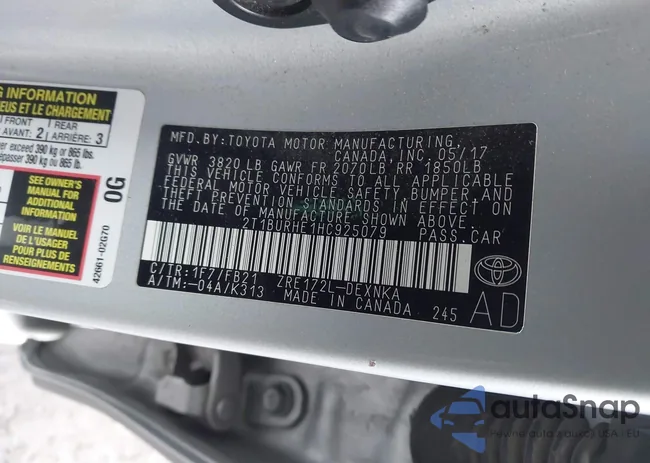 G INFORMATION
EUS ET LE CHARGEMENT
FRONT
AVANT: 2
REAR
ARRIÈRE: 3
er exceed 390 kg or 865 lbs.
épasser 390 kg ou 865 lb.
SEE OWNER'S
MANUAL FOR
ADDITIONAL
INFORMATION
VOIR MANUEL
DE L'USAGER
POUR PLUS DE
RENSEIGNEMENTS
0G
42661-02G70
MFD.BY:TOYOTA MOTOR MANUFACTURING,
CANADA, INC. 05/17
GVWR 3820 LB GAWR FR 2070LB RR 1850LB
THIS VEHICLE CONFORMS TO ALL APPLICABLE
FEDERAL MOTOR VEHICLE SAFETY, BUMPER, AND
THEFT PREVENTION STANDARDS IN EFFECT ON
THE DATE OF MANUFACTURE SHOWN ABOVE.
2T1BURHE1HC925079 PASS.CAR
C/TR:1F7/FB21 ZRE172L-DEXNKA
A/TM:-04A/K313 MADE IN CANADA 245
TOYOTA
AD
autoSnap